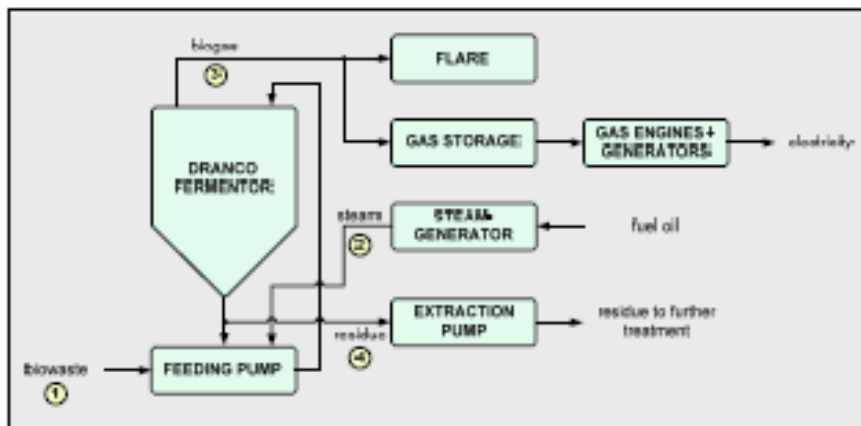 biogas
3
FLARE
GAS STORAGE
GAS ENGINES +
GENERATORS
electricity
DRANCO
FERMENTOR
steam
2
STEAM
GENERATOR
fuel oil
EXTRACTION
PUMP
residue to further
treatment
residue
4
biowaste
1
FEEDING PUMP